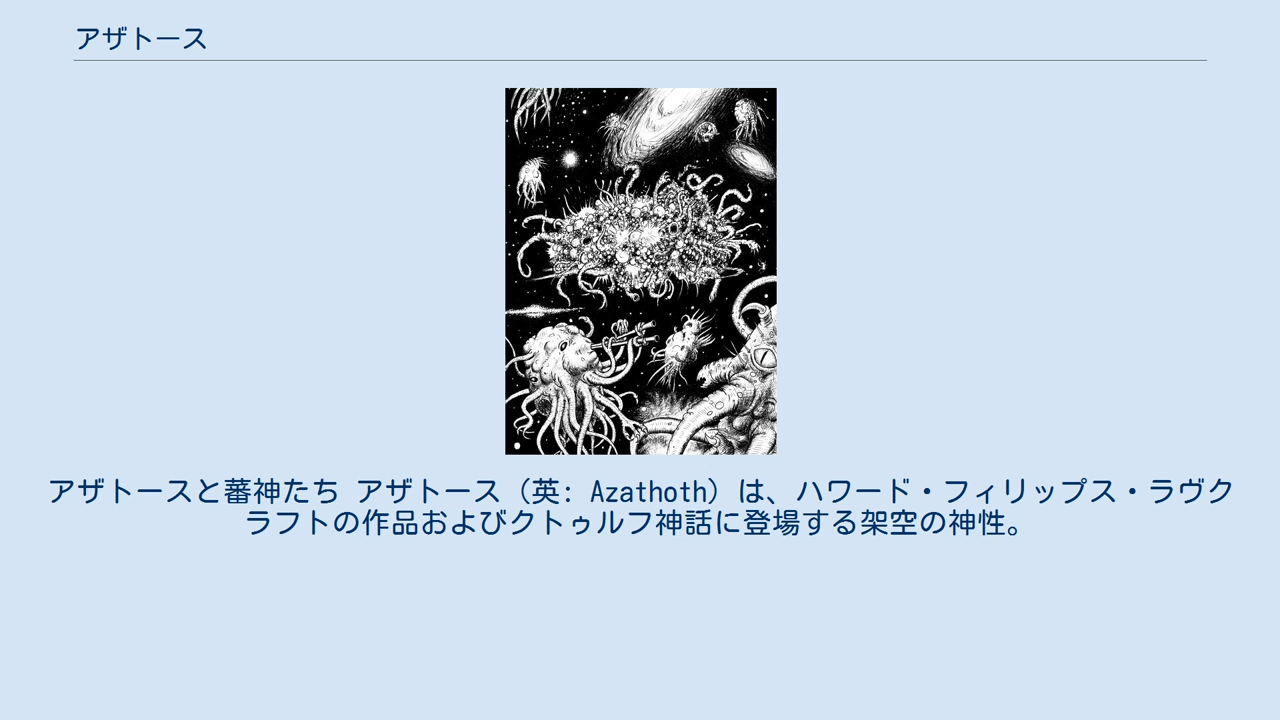 アザトース
アザトースと蕃神たち アザトース（英: Azathoth）は、ハワード・フィリップス・ラヴク
ラフトの作品およびクトゥルフ神話に登場する架空の神性。